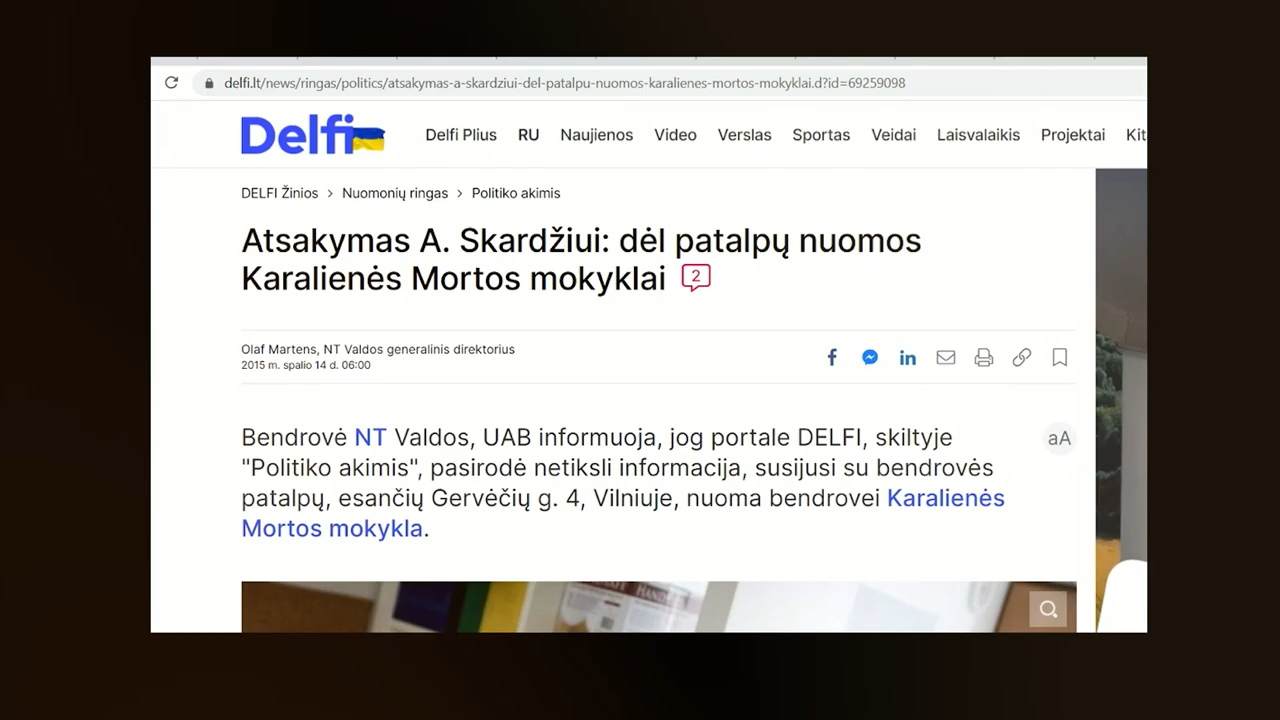 delfi.lt/news/ringas/politics/atsakymas-a-skardziui-del-patalpu-nuomos-karalienes-mortos-mokyklai.d?id=69259098
Delfi
Delfi Plius RU Naujienos Video Verslas Sportas Veidai Laisvalaikis Projektai Kit
DELFI Žinios > Nuomonių ringas > Politiko akimis
Atsakymas A. Skardžiui: dėl patalpų nuomos
Karalienės Mortos mokyklai 2
Olaf Martens, NT Valdos generalinis direktorius
2015 m. spalio 14 d. 06:00
aA
Bendrovė NT Valdos, UAB informuoja, jog portale DELFI, skiltyje
"Politiko akimis", pasirodė netiksli informacija, susijusi su bendrovės
patalpų, esančių Gervėčių g. 4, Vilniuje, nuoma bendrovei Karalienės
Mortos mokykla.